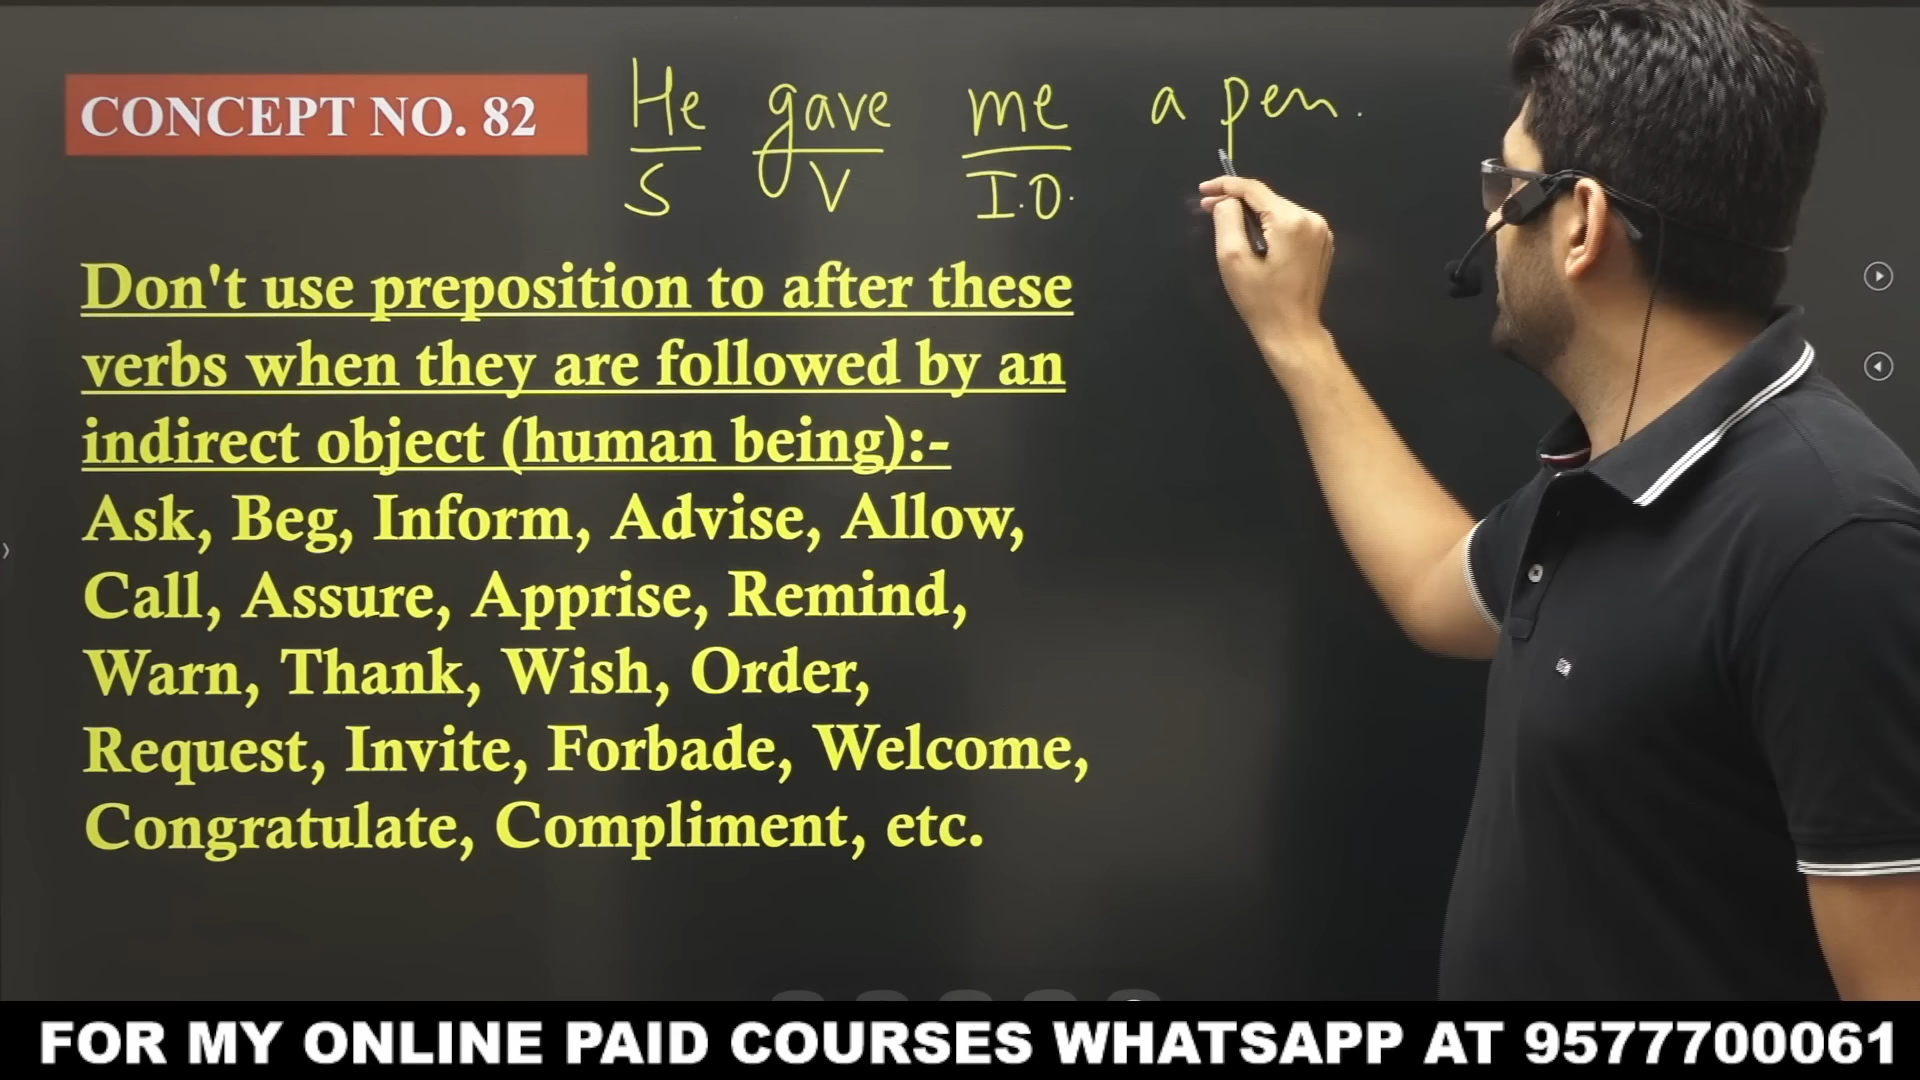 CONCEPT NO. 82
He gave me a pen.
S V I.O.
Don't use preposition to after these
verbs when they are followed by an
indirect object (human being):-
Ask, Beg, Inform, Advise, Allow,
Call, Assure, Apprise, Remind,
Warn, Thank, Wish, Order,
Request, Invite, Forbade, Welcome,
Congratulate, Compliment, etc.
FOR MY ONLINE PAID COURSES WHATSAPP AT 9577700061